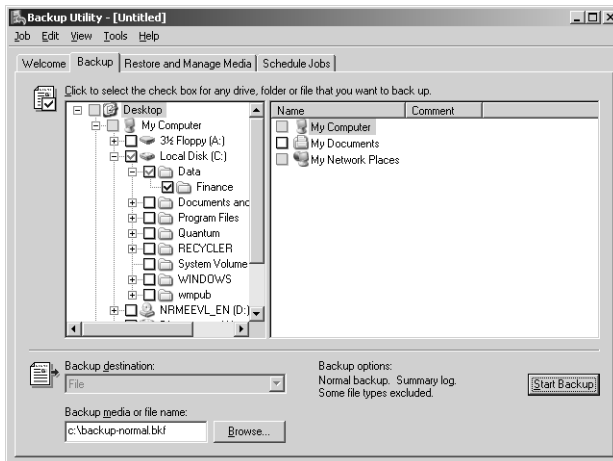 Backup Utility - [Untitled]
Job Edit View Tools Help
Welcome Backup Restore and Manage Media Schedule Jobs
Click to select the check box for any drive, folder or file that you want to back up.
Desktop
My Computer
3½ Floppy (A:)
Local Disk (C:)
Data
Finance
Documents and
Program Files
Quantum
RECYCLER
System Volume
WINDOWS
wmpub
NRMEEVL_EN (D:)
Name Comment
My Computer
My Documents
My Network Places
Backup destination:
File
Backup media or file name:
c:\backup-normal.bkf
Browse...
Backup options:
Normal backup. Summary log.
Some file types excluded.
Start Backup